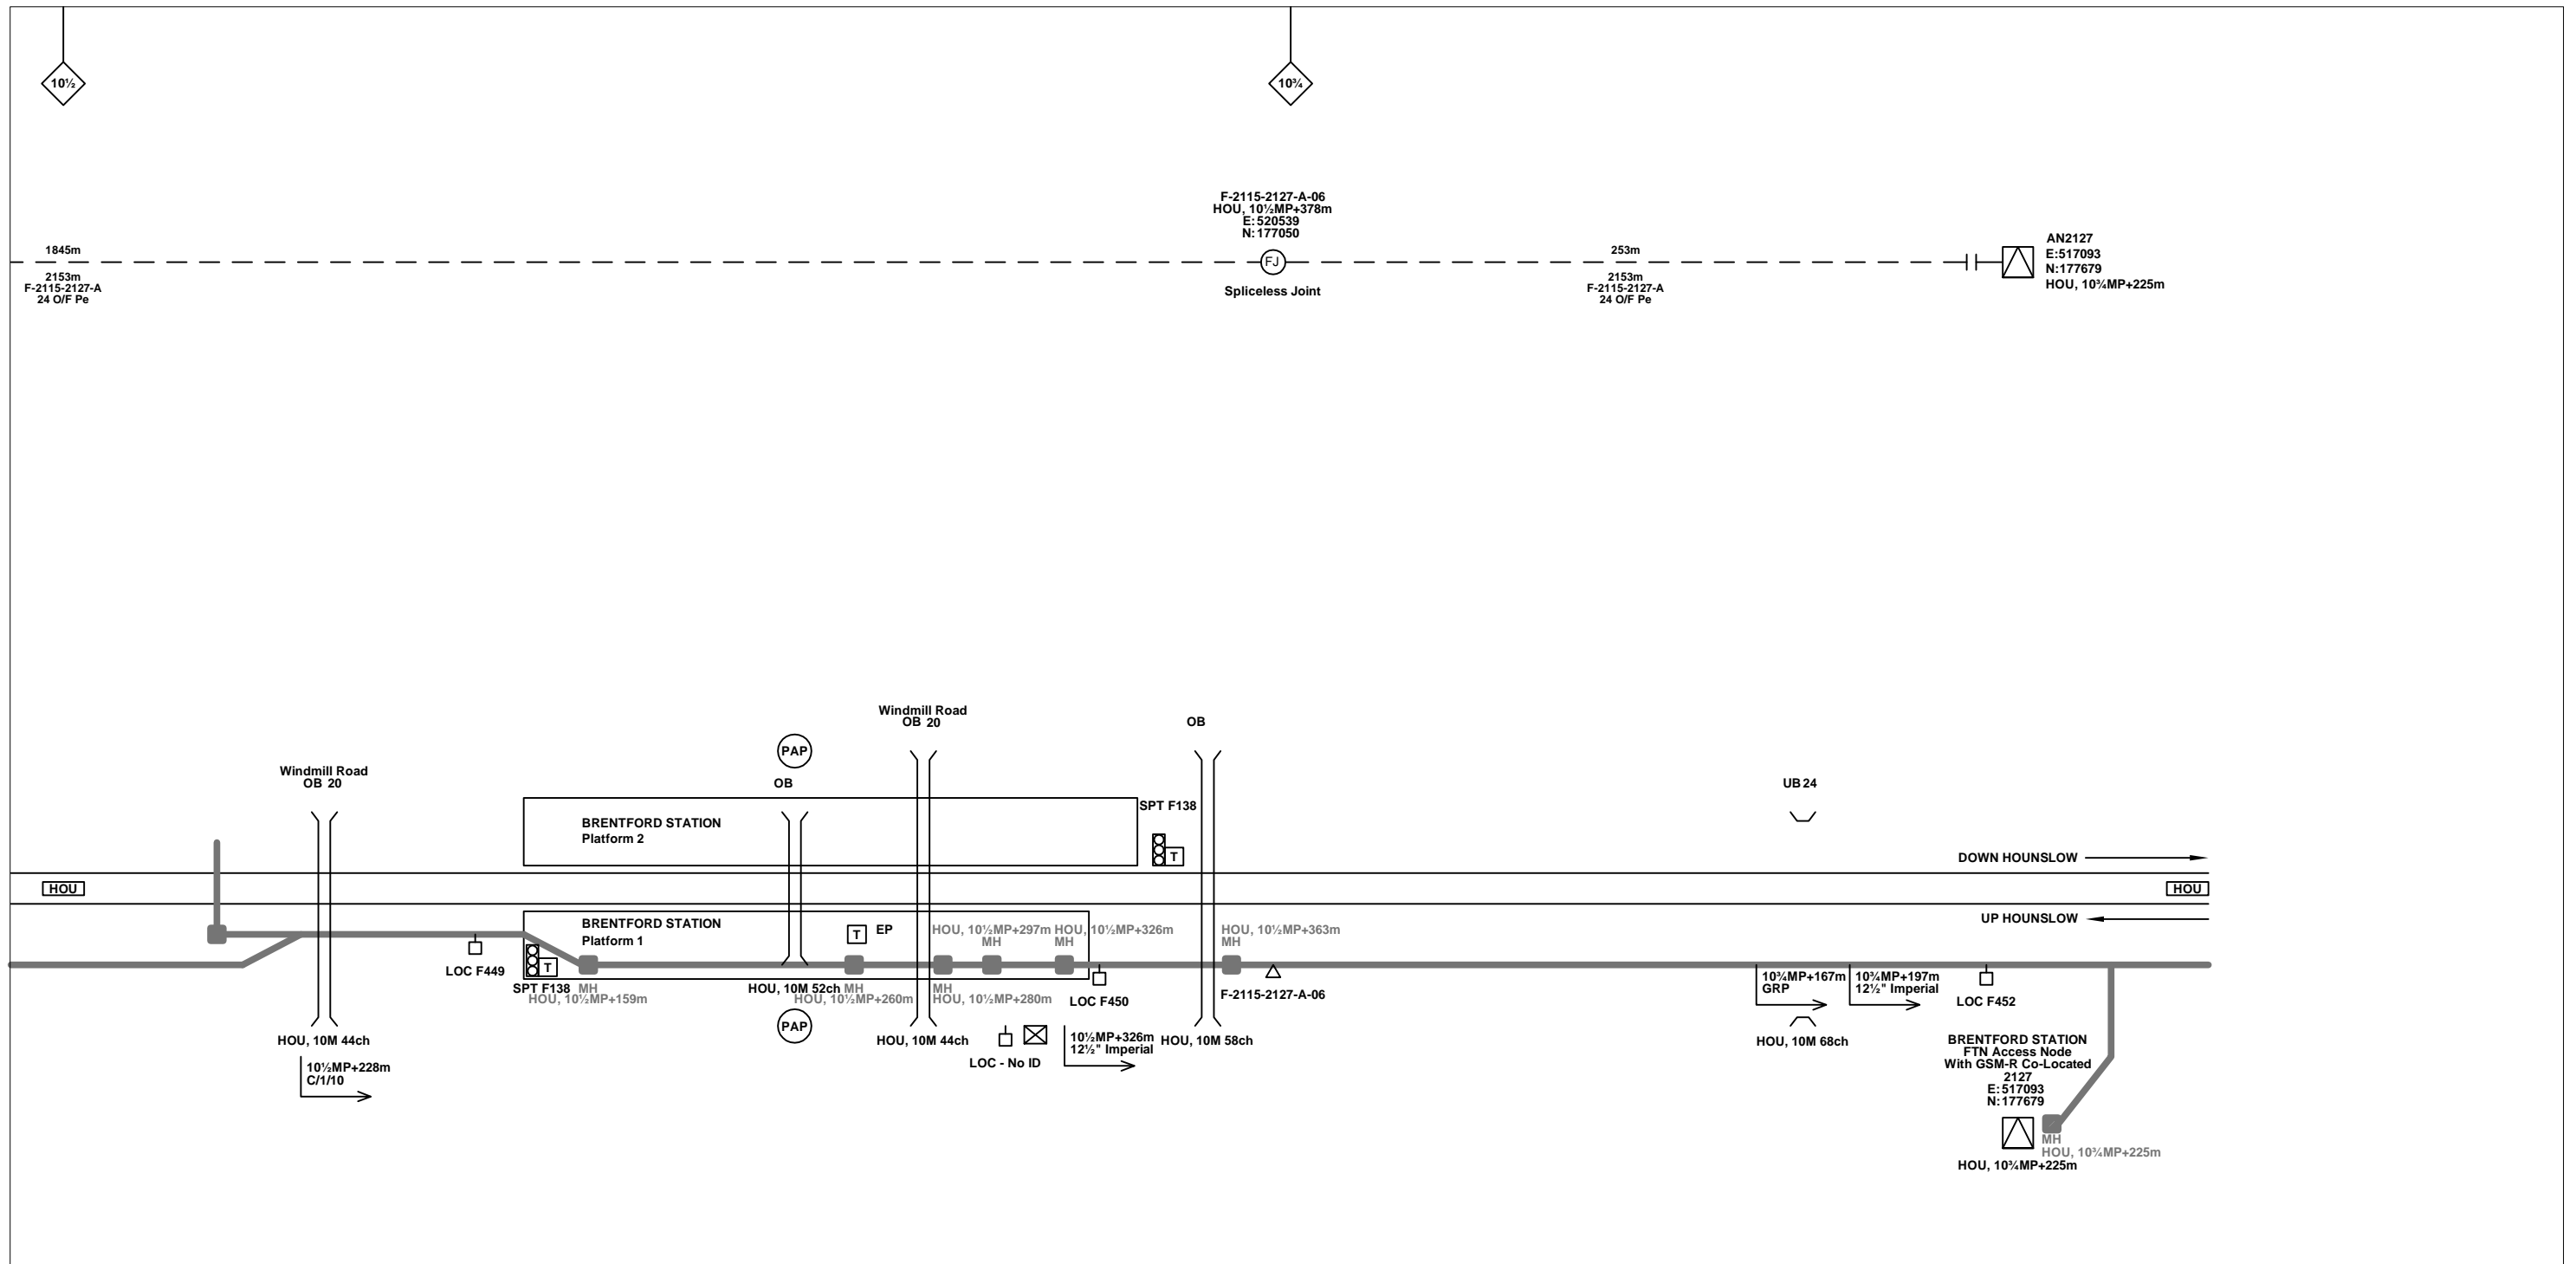 10½
10¾
F-2115-2127-A-06
HOU, 10½MP+378m
E:520539
N:177050
1845m
2153m
F-2115-2127-A
24 O/F Pe
FJ
Spliceless Joint
253m
2153m
F-2115-2127-A
24 O/F Pe
AN2127
E:517093
N:177679
HOU, 10¾MP+225m
Windmill Road
OB 20
PAP
OB
Windmill Road
OB 20
OB
UB 24
BRENTFORD STATION
Platform 2
SPT F138
T
DOWN HOUNSLOW
HOU
HOU
UP HOUNSLOW
BRENTFORD STATION
Platform 1
T
EP
HOU, 10½MP+297m
MH
HOU, 10½MP+326m
MH
HOU, 10½MP+363m
MH
LOC F449
T
SPT F138
MH
HOU, 10½MP+159m
HOU, 10M 52ch
MH
HOU, 10½MP+260m
MH
HOU, 10½MP+280m
LOC F450
F-2115-2127-A-06
10¾MP+167m
GRP
10¾MP+197m
12½" Imperial
LOC F452
HOU, 10M 44ch
10½MP+228m
C/1/10
PAP
HOU, 10M 44ch
LOC - No ID
10½MP+326m
12½" Imperial
HOU, 10M 58ch
HOU, 10M 68ch
BRENTFORD STATION
FTN Access Node
With GSM-R Co-Located
2127
E:517093
N:177679
MH
HOU, 10¾MP+225m
HOU, 10¾MP+225m